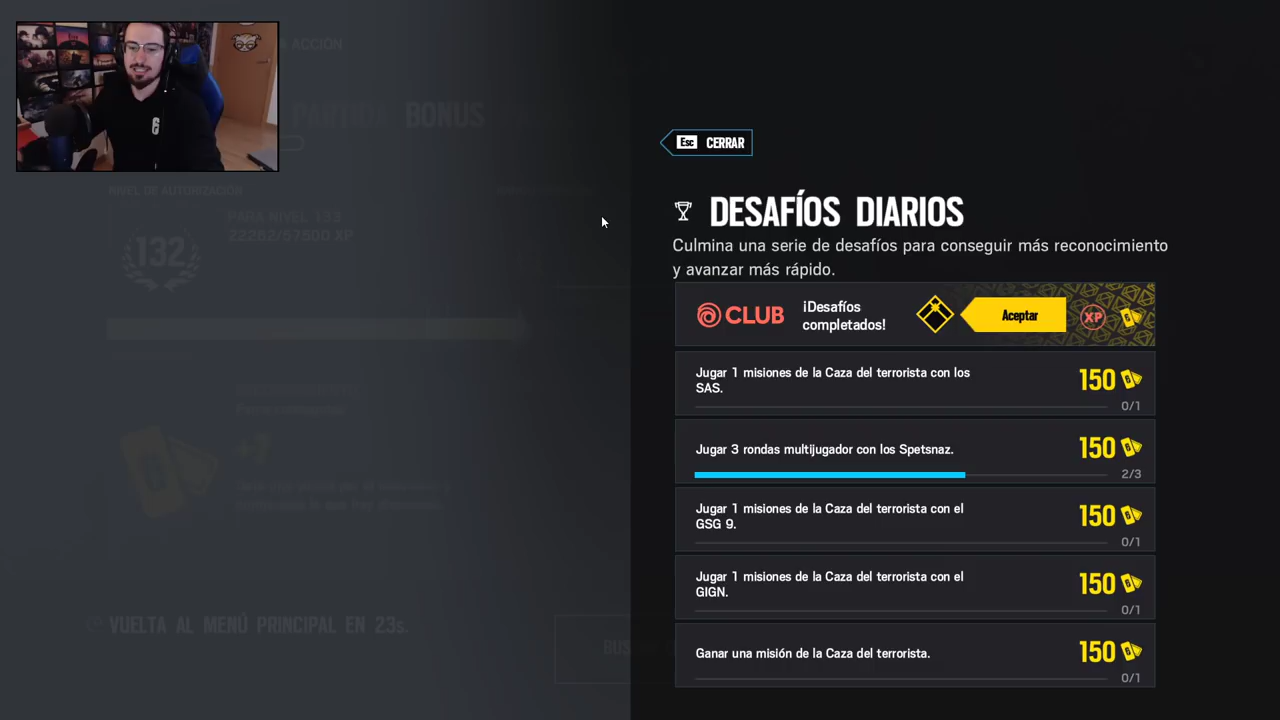 A ACCIÓN
PARTIDA BONUS
NIVEL DE AUTORIZACIÓN
PARA NIVEL 133
22262/57500 XP
132
VUELTA AL MENÚ PRINCIPAL EN 23s.
BUS
Esc CERRAR
DESAFÍOS DIARIOS
Culmina una serie de desafíos para conseguir más reconocimiento
y avanzar más rápido.
CLUB
¡Desafíos
completados!
Aceptar
XP
Jugar 1 misiones de la Caza del terrorista con los
SAS.
150
0/1
Jugar 3 rondas multijugador con los Spetsnaz.
150
2/3
Jugar 1 misiones de la Caza del terrorista con el
GSG 9.
150
0/1
Jugar 1 misiones de la Caza del terrorista con el
GIGN.
150
0/1
Ganar una misión de la Caza del terrorista.
150
0/1